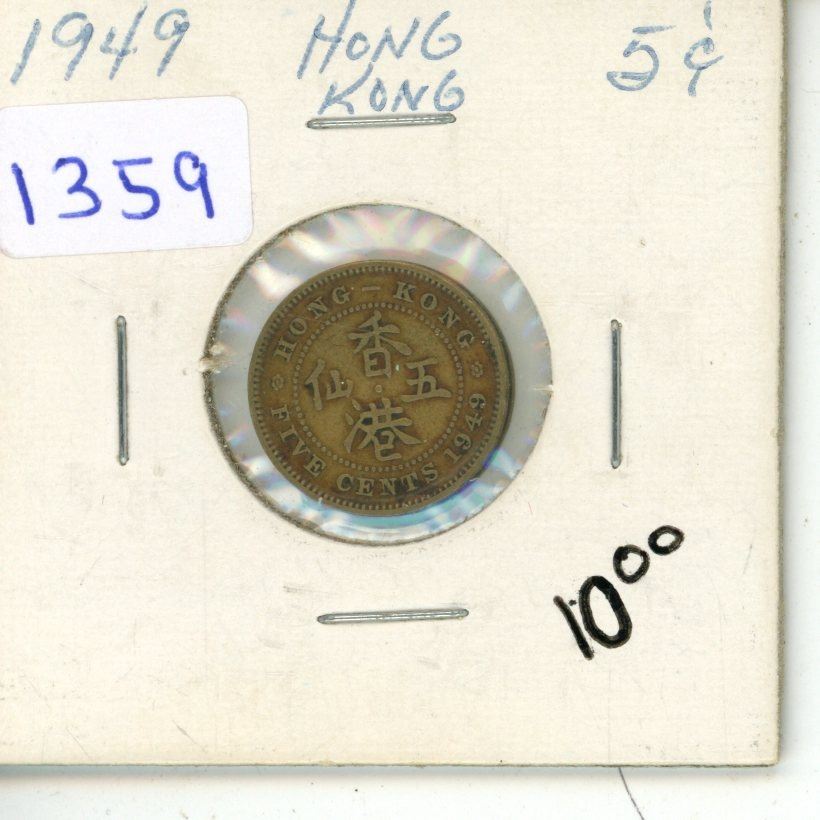 1949 HONG KONG 5¢
1359
HONG - KONG
香
仙 五
港
FIVE CENTS 1949
10⁰⁰